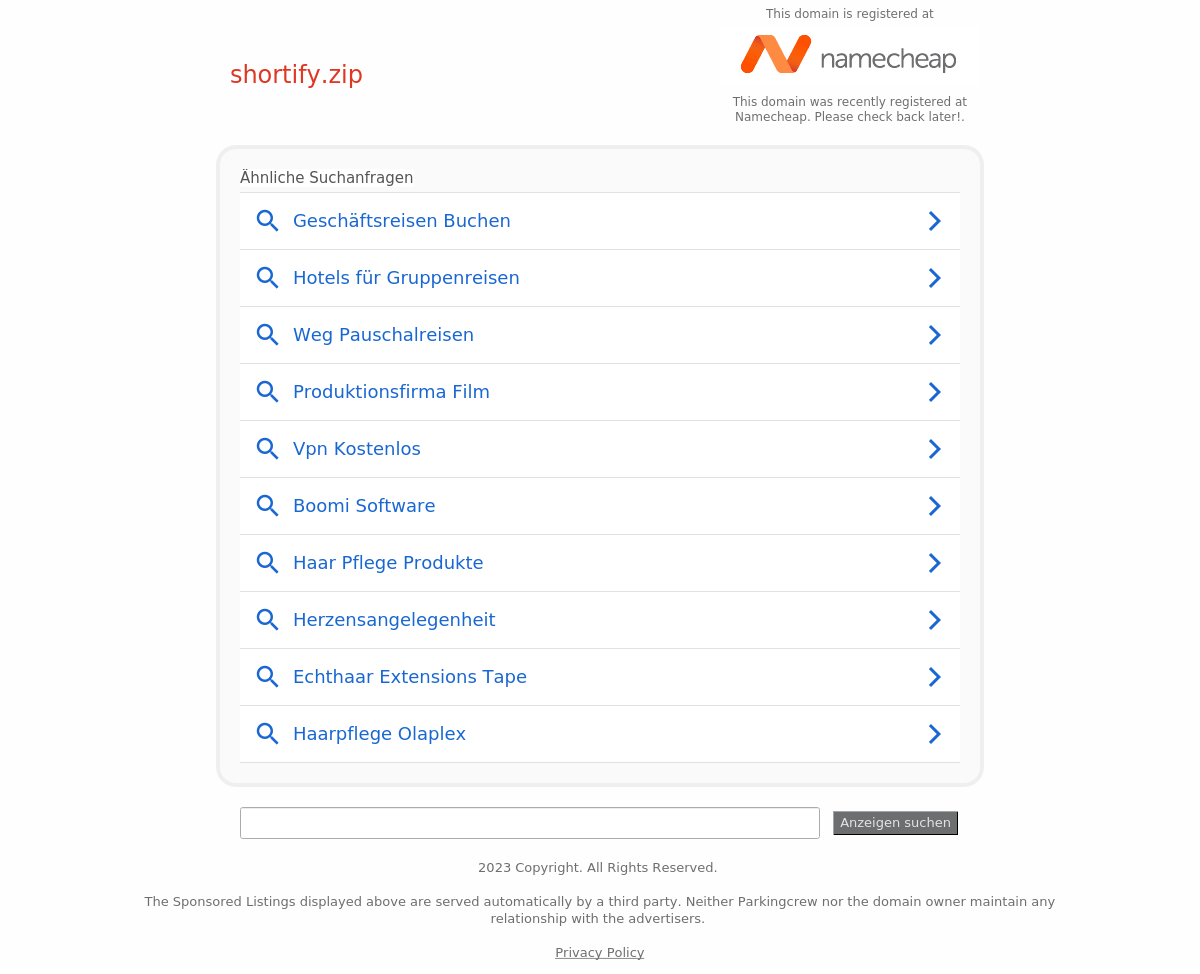 This domain is registered at
namecheap
shortify.zip
This domain was recently registered at
Namecheap. Please check back later!.
Ähnliche Suchanfragen
Geschäftsreisen Buchen
Hotels für Gruppenreisen
Weg Pauschalreisen
Produktionsfirma Film
Vpn Kostenlos
Boomi Software
Haar Pflege Produkte
Herzensangelegenheit
Echthaar Extensions Tape
Haarpflege Olaplex
Anzeigen suchen
2023 Copyright. All Rights Reserved.
The Sponsored Listings displayed above are served automatically by a third party. Neither Parkingcrew nor the domain owner maintain any
relationship with the advertisers.
Privacy Policy